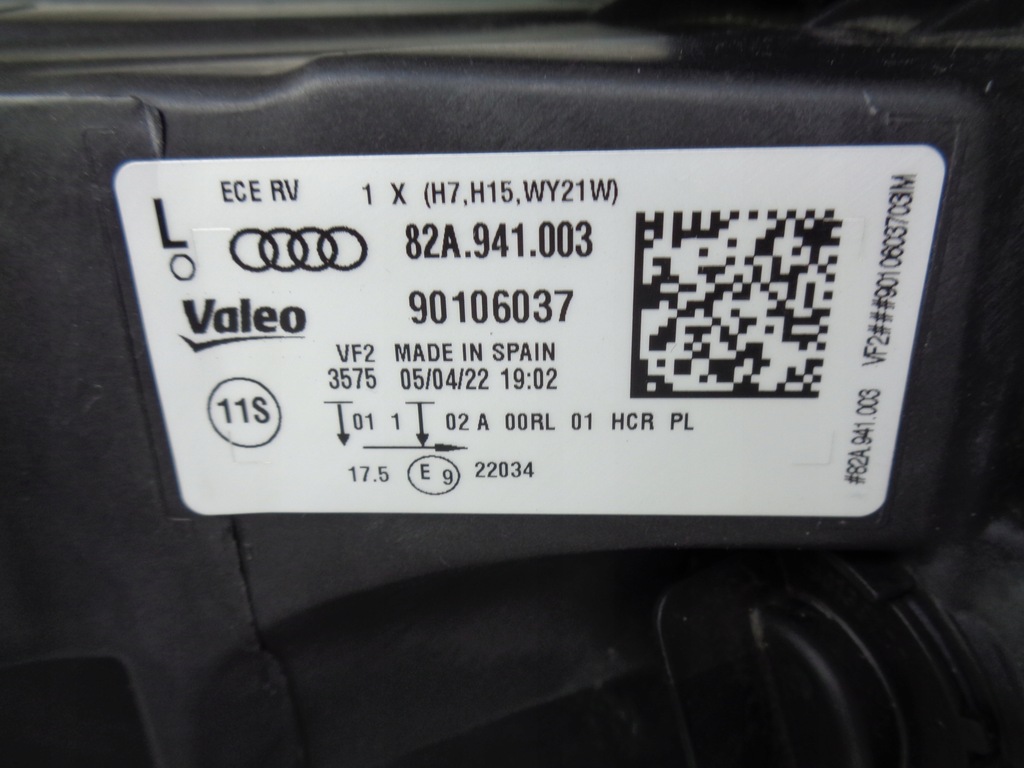 ECE RV 1 X (H7,H15,WY21W)
L
O
82A.941.003
Valeo
90106037
VF2 MADE IN SPAIN
3575 05/04/22 19:02
11S
01 1 02 A 00RL 01 HCR PL
17.5 E 9 22034
#82A.941.003 VF2###9010603703M